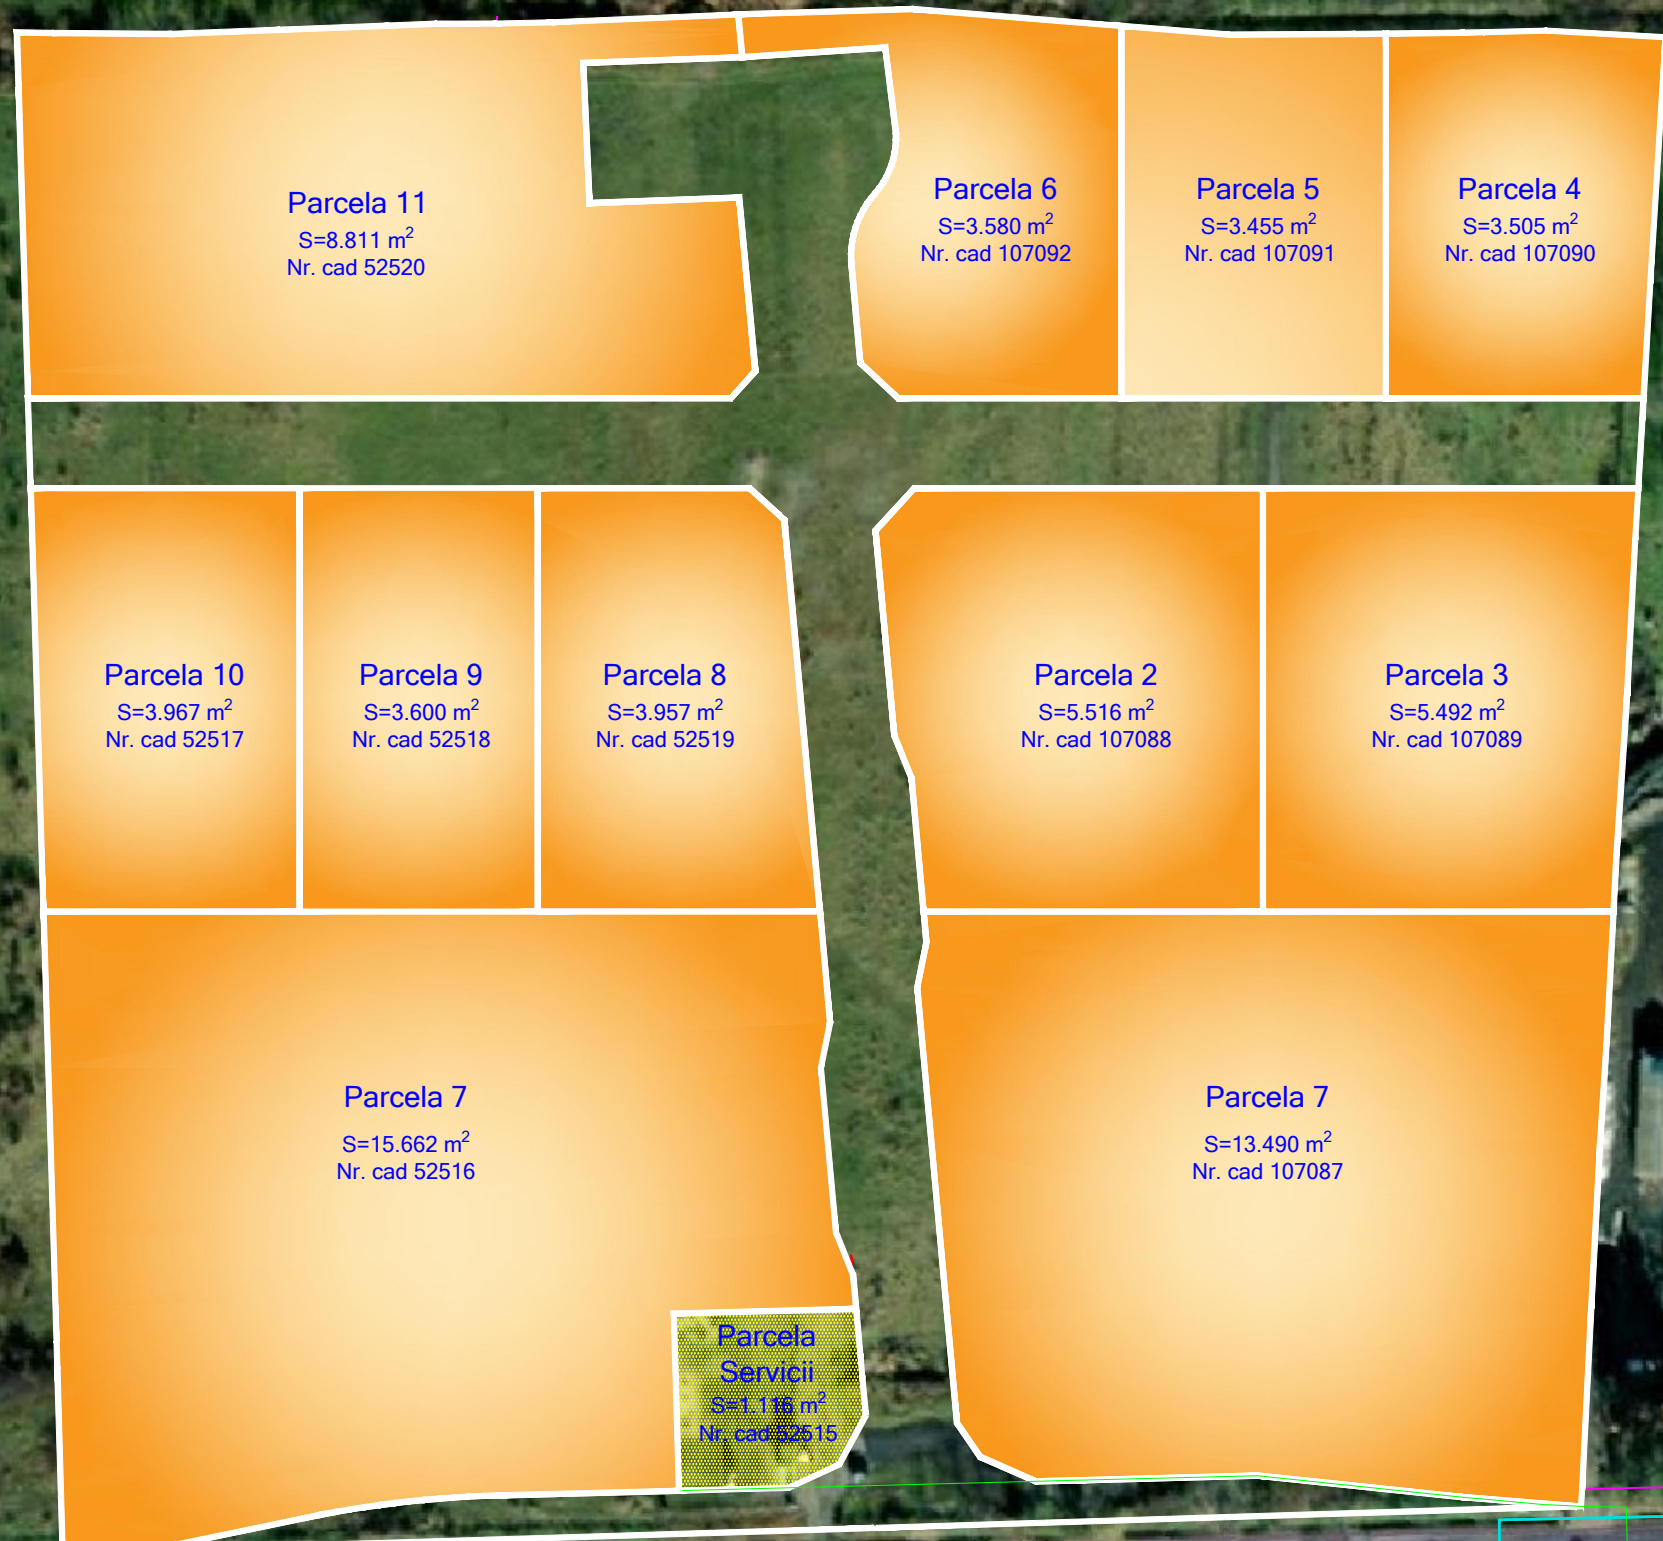 Parcela 11
S=8.811 m²
Nr. cad 52520
Parcela 6
S=3.580 m²
Nr. cad 107092
Parcela 5
S=3.455 m²
Nr. cad 107091
Parcela 4
S=3.505 m²
Nr. cad 107090
Parcela 10
S=3.967 m²
Nr. cad 52517
Parcela 9
S=3.600 m²
Nr. cad 52518
Parcela 8
S=3.957 m²
Nr. cad 52519
Parcela 2
S=5.516 m²
Nr. cad 107088
Parcela 3
S=5.492 m²
Nr. cad 107089
Parcela 7
S=15.662 m²
Nr. cad 52516
Parcela 7
S=13.490 m²
Nr. cad 107087
Parcela
Servicii
S=1.116 m²
Nr. cad 52515